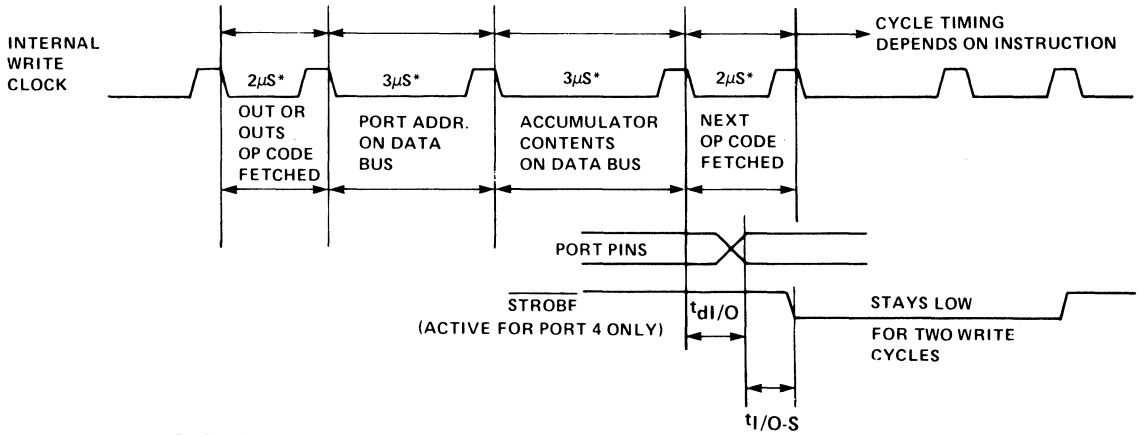 INTERNAL
WRITE
CLOCK
2μS*
3μS*
3μS*
2μS*
CYCLE TIMING
DEPENDS ON INSTRUCTION
OUT OR
OUTS
OP CODE
FETCHED
PORT ADDR.
ON DATA
BUS
ACCUMULATOR
CONTENTS
ON DATA BUS
NEXT
OP CODE
FETCHED
PORT PINS
STROBE
(ACTIVE FOR PORT 4 ONLY)
tdI/O
STAYS LOW
FOR TWO WRITE
CYCLES
tI/O-S